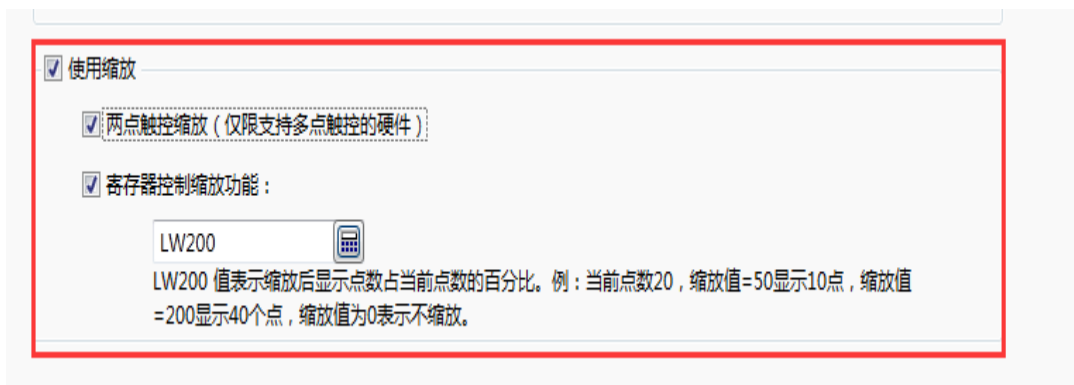 使用缩放
两点触控缩放（仅限支持多点触控的硬件）
寄存器控制缩放功能：
LW200
LW200 值表示缩放后显示点数占当前点数的百分比。例：当前点数20，缩放值=50显示10点，缩放值
=200显示40个点，缩放值为0表示不缩放。